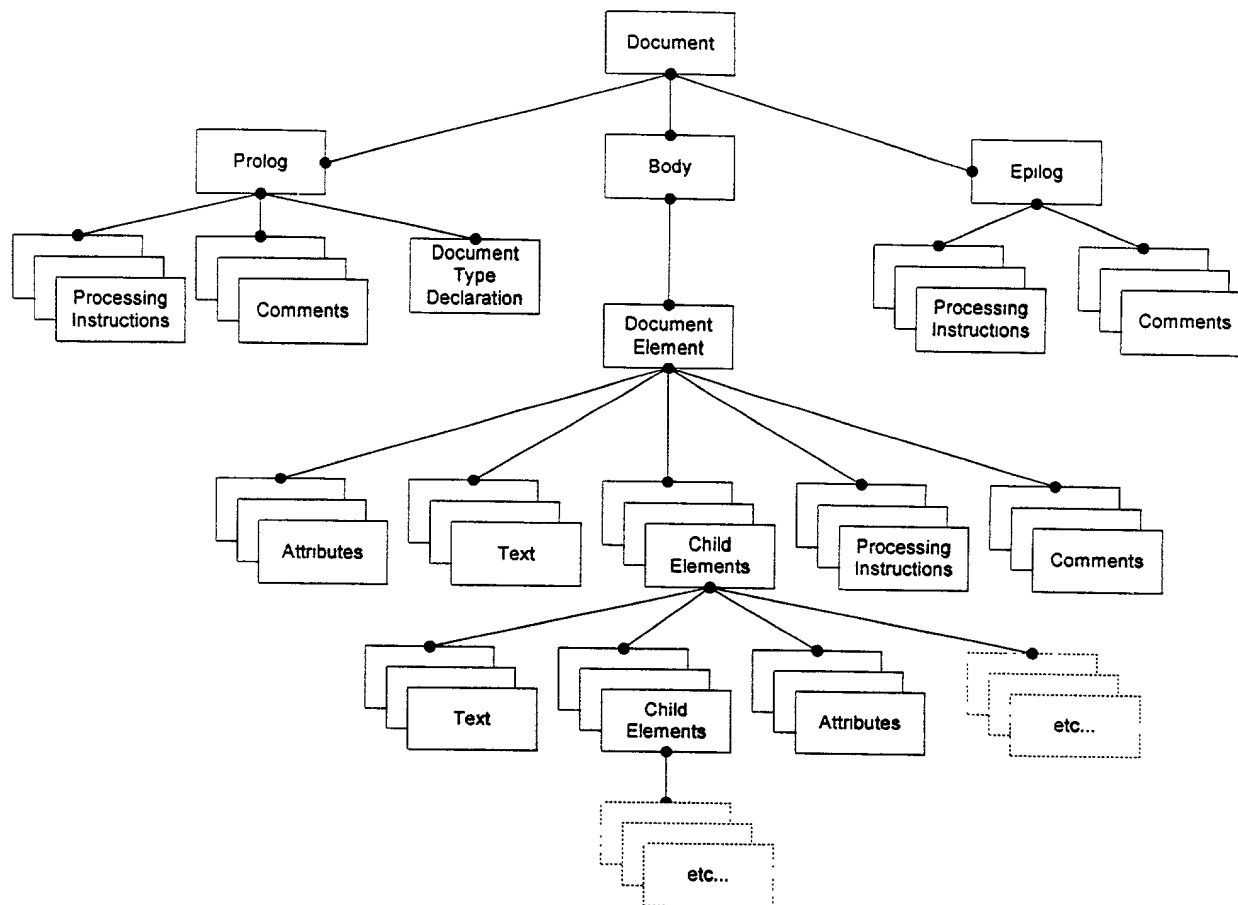 Document
Prolog
Body
Epilog
Processing
Instructions
Comments
Document
Type
Declaration
Document
Element
Processing
Instructions
Comments
Attributes
Text
Child
Elements
Processing
Instructions
Comments
Text
Child
Elements
Attributes
etc...
etc...